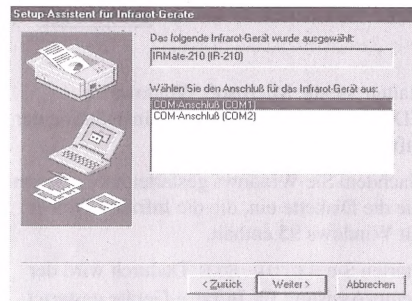 Setup-Assistent für Infrarot-Geräte
Das folgende Infrarot-Gerät wurde ausgewählt:
IRMate-210 (IR-210)
Wählen Sie den Anschluß für das Infrarot-Gerät aus:
COM-Anschluß (COM1)
COM-Anschluß (COM2)
< Zurück
Weiter >
Abbrechen